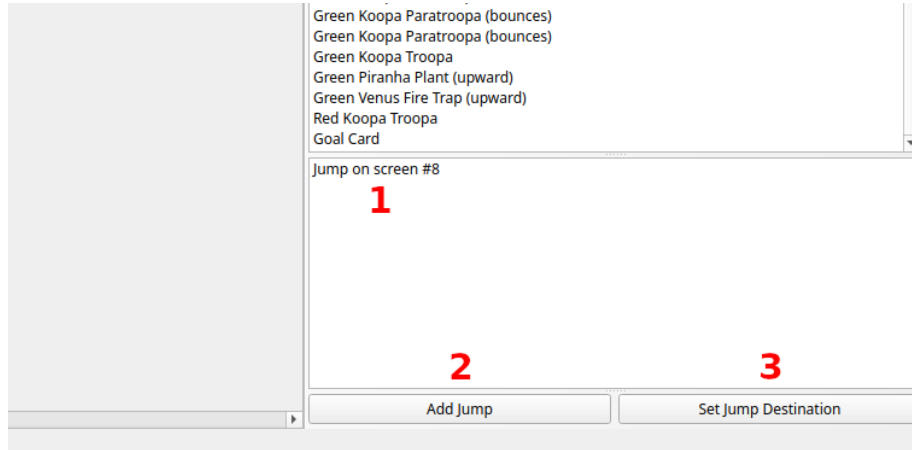 Green Koopa Paratroopa (bounces)
Green Koopa Paratroopa (bounces)
Green Koopa Troopa
Green Piranha Plant (upward)
Green Venus Fire Trap (upward)
Red Koopa Troopa
Goal Card
Jump on screen #8
1
2
3
Add Jump
Set Jump Destination